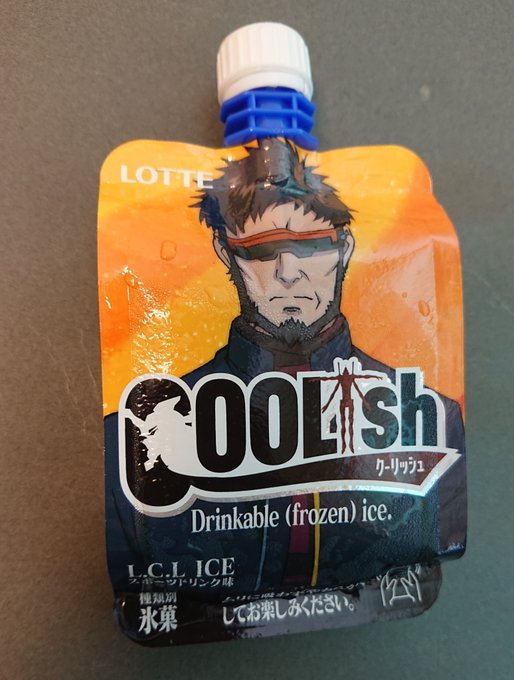 LOTTE
COOLish
クーリッシュ
Drinkable (frozen) ice.
L.C.L ICE
スポーツドリンク味
種類別
氷菓
してお楽しみください。